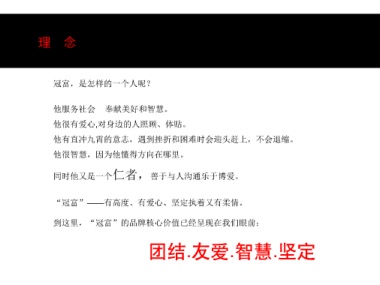 理 念
冠富，是怎样的一个人呢？
他服务社会 奉献美好和智慧。
他很有爱心,对身边的人照顾、体贴。
他有直冲九霄的意志，遇到挫折和困难时会迎头赶上，不会退缩。
他很智慧，因为他懂得方向在哪里。
同时他又是一个仁者，善于与人沟通乐于博爱。
“冠富”——有高度、有爱心、坚定执着又有柔情。
到这里，“冠富”的品牌核心价值已经呈现在我们眼前：
团结.友爱.智慧.坚定